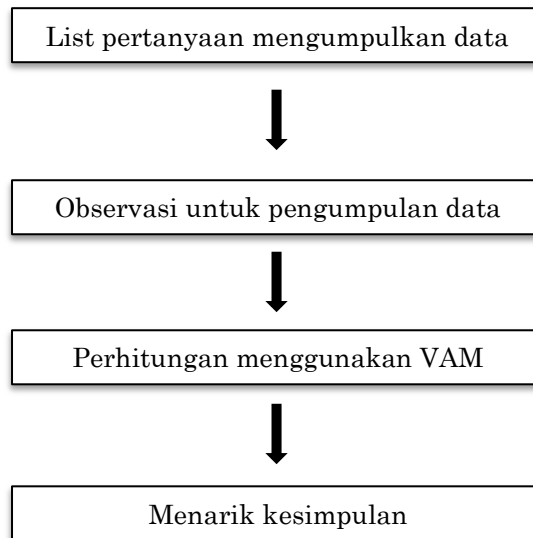 List pertanyaan mengumpulkan data
Observasi untuk pengumpulan data
Perhitungan menggunakan VAM
Menarik kesimpulan